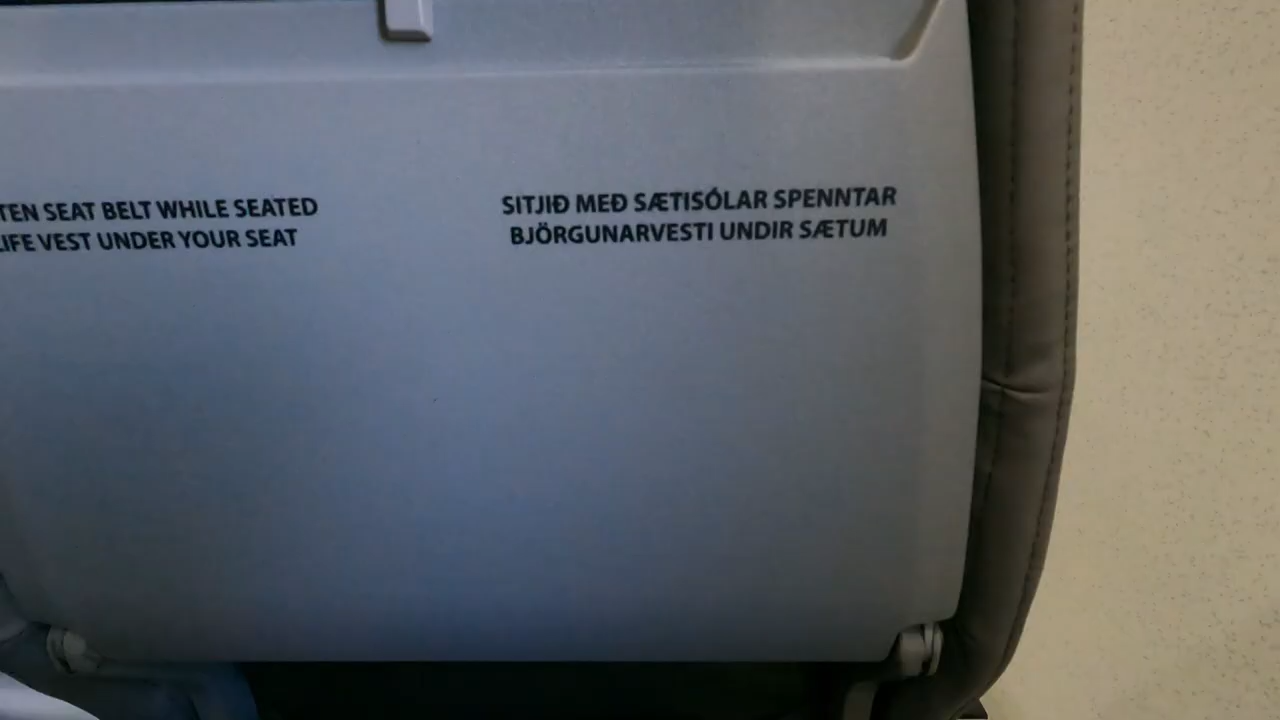 TEN SEAT BELT WHILE SEATED
LIFE VEST UNDER YOUR SEAT
SITJIÐ MEÐ SÆTISÓLAR SPENNTAR
BJÖRGUNARVESTI UNDIR SÆTUM